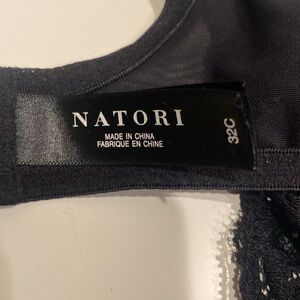 NATORI
MADE IN CHINA
FABRIQUE EN CHINE
32C